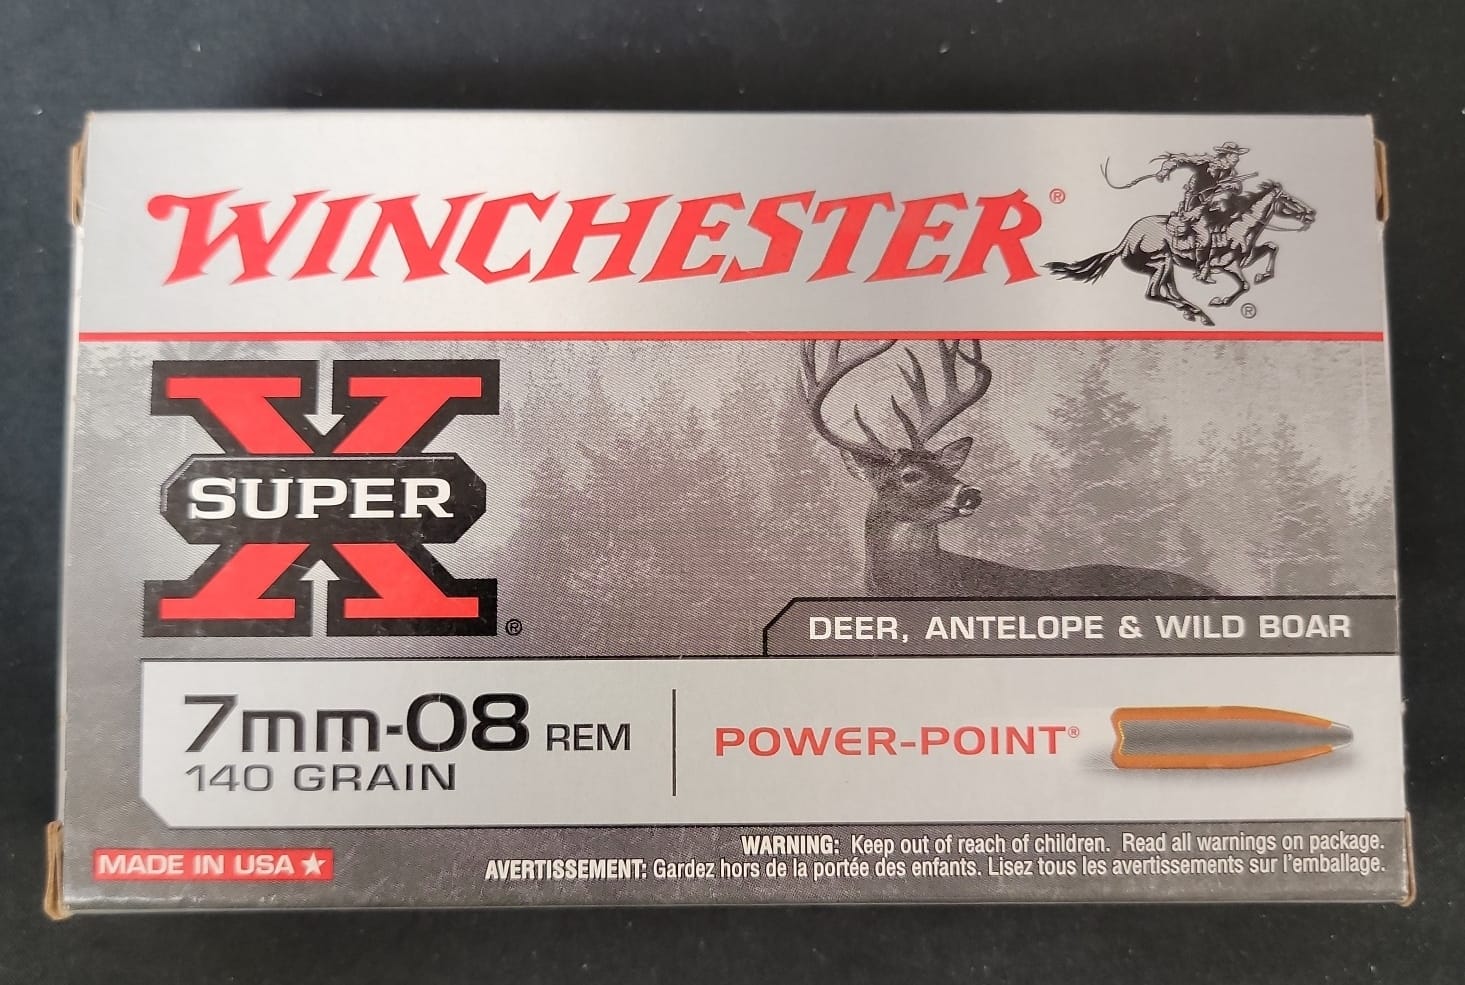 WINCHESTER®
®
X
SUPER
®
DEER, ANTELOPE & WILD BOAR
7mm-08 REM
140 GRAIN
POWER-POINT®
MADE IN USA ★
WARNING: Keep out of reach of children. Read all warnings on package.
AVERTISSEMENT: Gardez hors de la portée des enfants. Lisez tous les avertissements sur l'emballage.